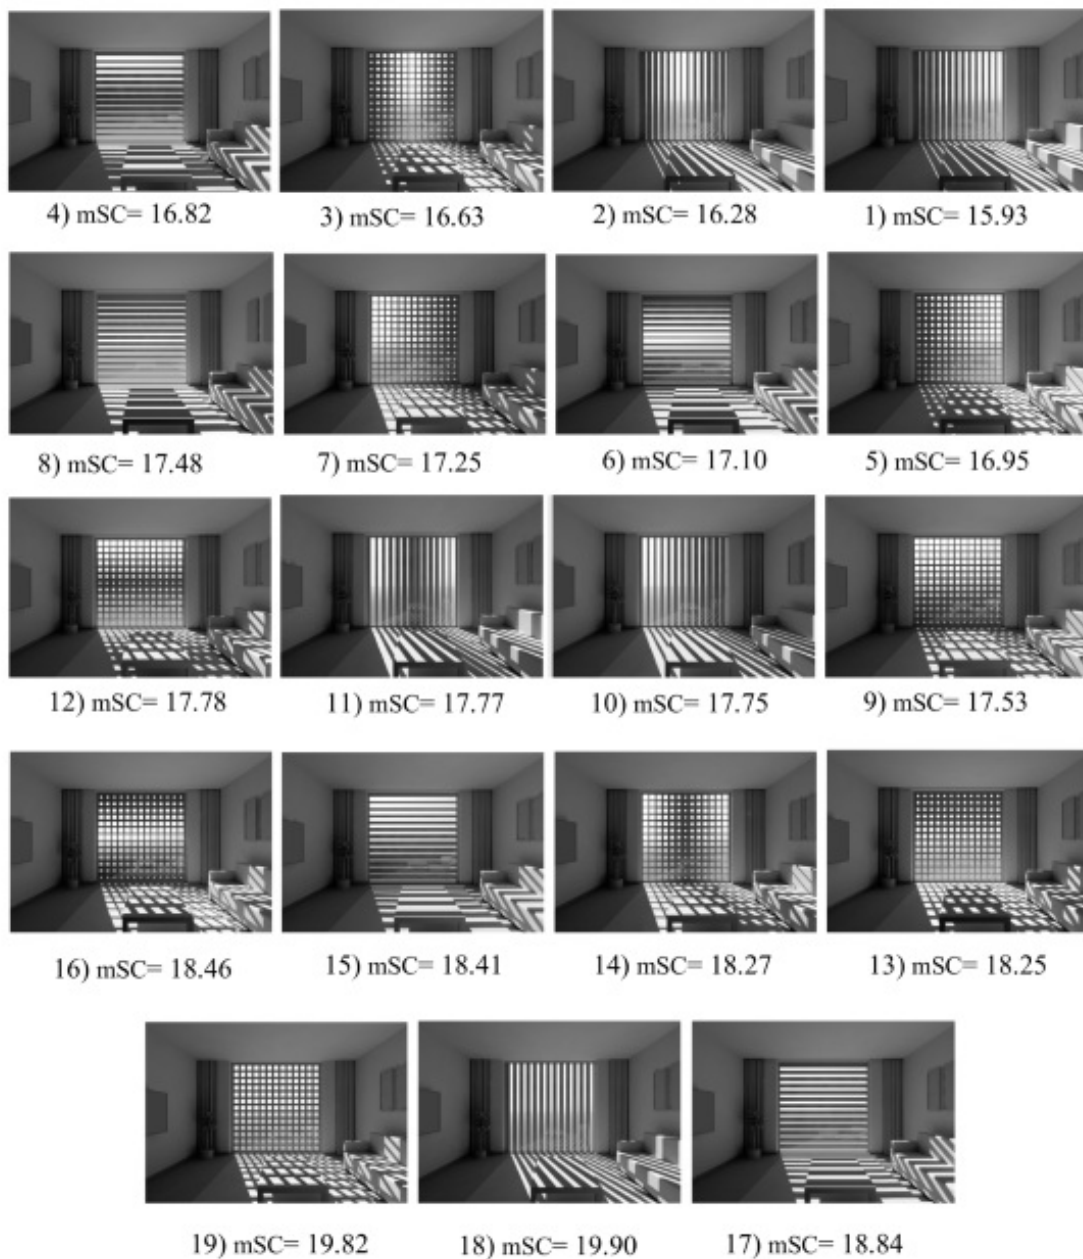 4) mSC= 16.82
3) mSC= 16.63
2) mSC= 16.28
1) mSC= 15.93
8) mSC= 17.48
7) mSC= 17.25
6) mSC= 17.10
5) mSC= 16.95
12) mSC= 17.78
11) mSC= 17.77
10) mSC= 17.75
9) mSC= 17.53
16) mSC= 18.46
15) mSC= 18.41
14) mSC= 18.27
13) mSC= 18.25
19) mSC= 19.82
18) mSC= 19.90
17) mSC= 18.84